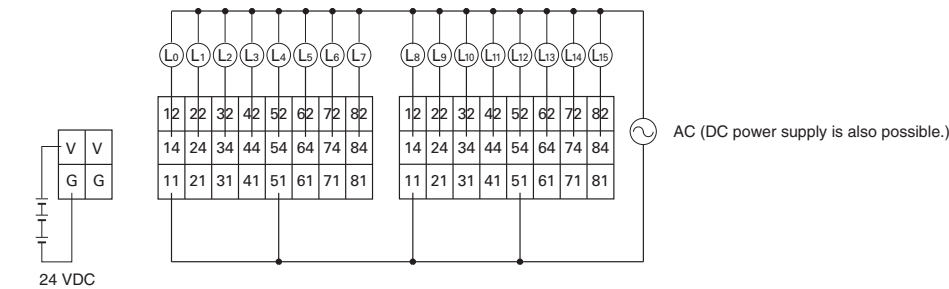 L0 L1 L2 L3 L4 L5 L6 L7 L8 L9 L10 L11 L12 L13 L14 L15
12 22 32 42 52 62 72 82 12 22 32 42 52 62 72 82
AC (DC power supply is also possible.)
V V 14 24 34 44 54 64 74 84 14 24 34 44 54 64 74 84
G G 11 21 31 41 51 61 71 81 11 21 31 41 51 61 71 81
24 VDC